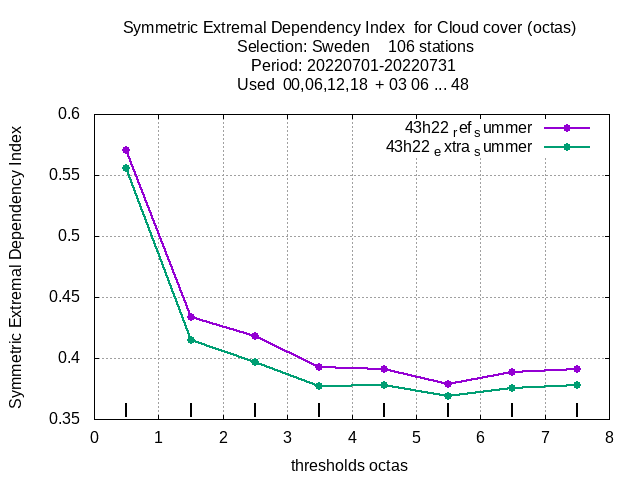 Symmetric Extremal Dependency Index for Cloud cover (octas)
Selection: Sweden 106 stations
Period: 20220701-20220731
Used 00,06,12,18 + 03 06 ... 48
43h22 ref summer
43h22 extra summer
Symmetric Extremal Dependency Index
0.6
0.55
0.5
0.45
0.4
0.35
0 1 2 3 4 5 6 7 8
thresholds octas